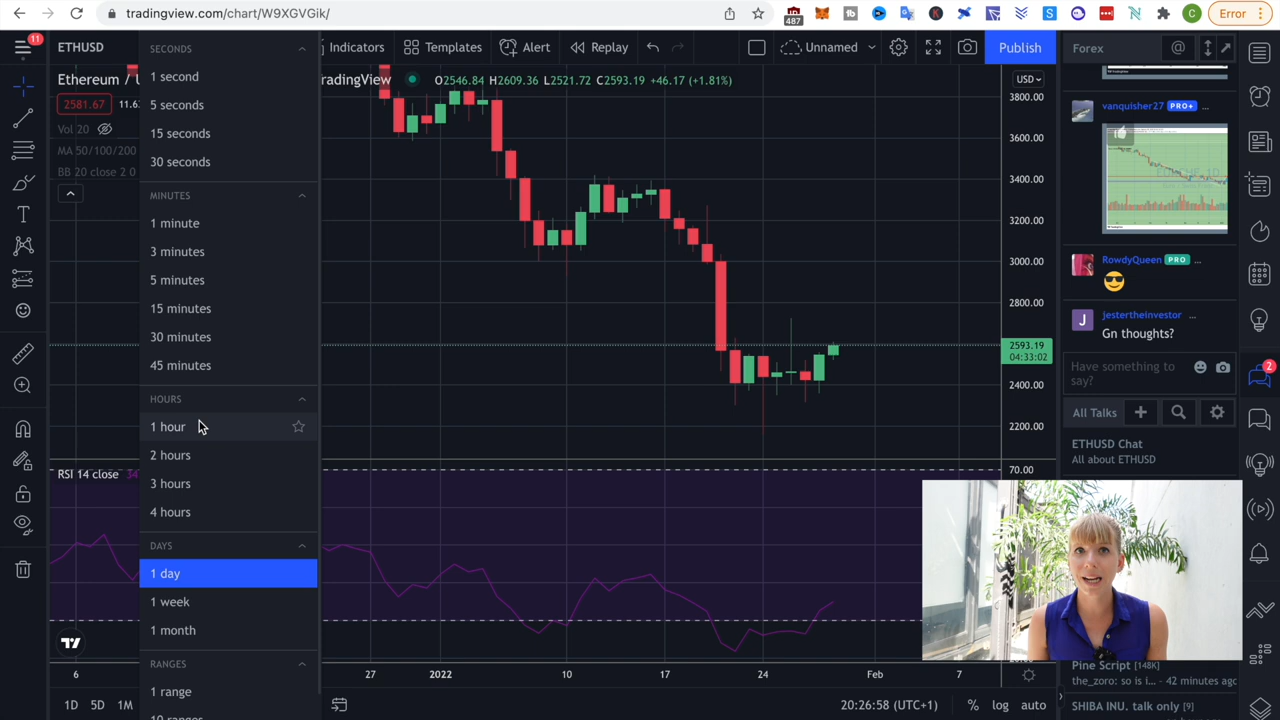 tradingview.com/chart/W9XGVGik/
487
C
Error
11
ETHUSD
SECONDS
Indicators
Templates
Alert
Replay
Unnamed
Publish
Forex
@
Ethereum /
TradingView
O2546.84 H2609.36 L2521.72 C2593.19 +46.17 (+1.81%)
USD
2581.67
Vol 20
MA 50/100/200
BB 20 close 2 0
1 second
5 seconds
15 seconds
30 seconds
MINUTES
1 minute
3 minutes
5 minutes
15 minutes
30 minutes
45 minutes
HOURS
1 hour
2 hours
3 hours
4 hours
DAYS
1 day
1 week
1 month
RANGES
1 range
10 ranges
RSI 14 close
3800.00
3600.00
3400.00
3200.00
3000.00
2800.00
2593.19
04:33:02
2400.00
2200.00
70.00
6
27
2022
10
17
24
Feb
7
1D 5D 1M
20:26:58 (UTC+1)
% log auto
vanquisher27 PRO+ ...
RowdyQueen PRO ...
J
jestertheinvestor ...
Gn thoughts?
Have something to
say?
2
All Talks
ETHUSD Chat
All about ETHUSD
Pine Script [148K]
the_zoro: so is i... - 42 minutes ago
SHIBA INU. talk only [9]